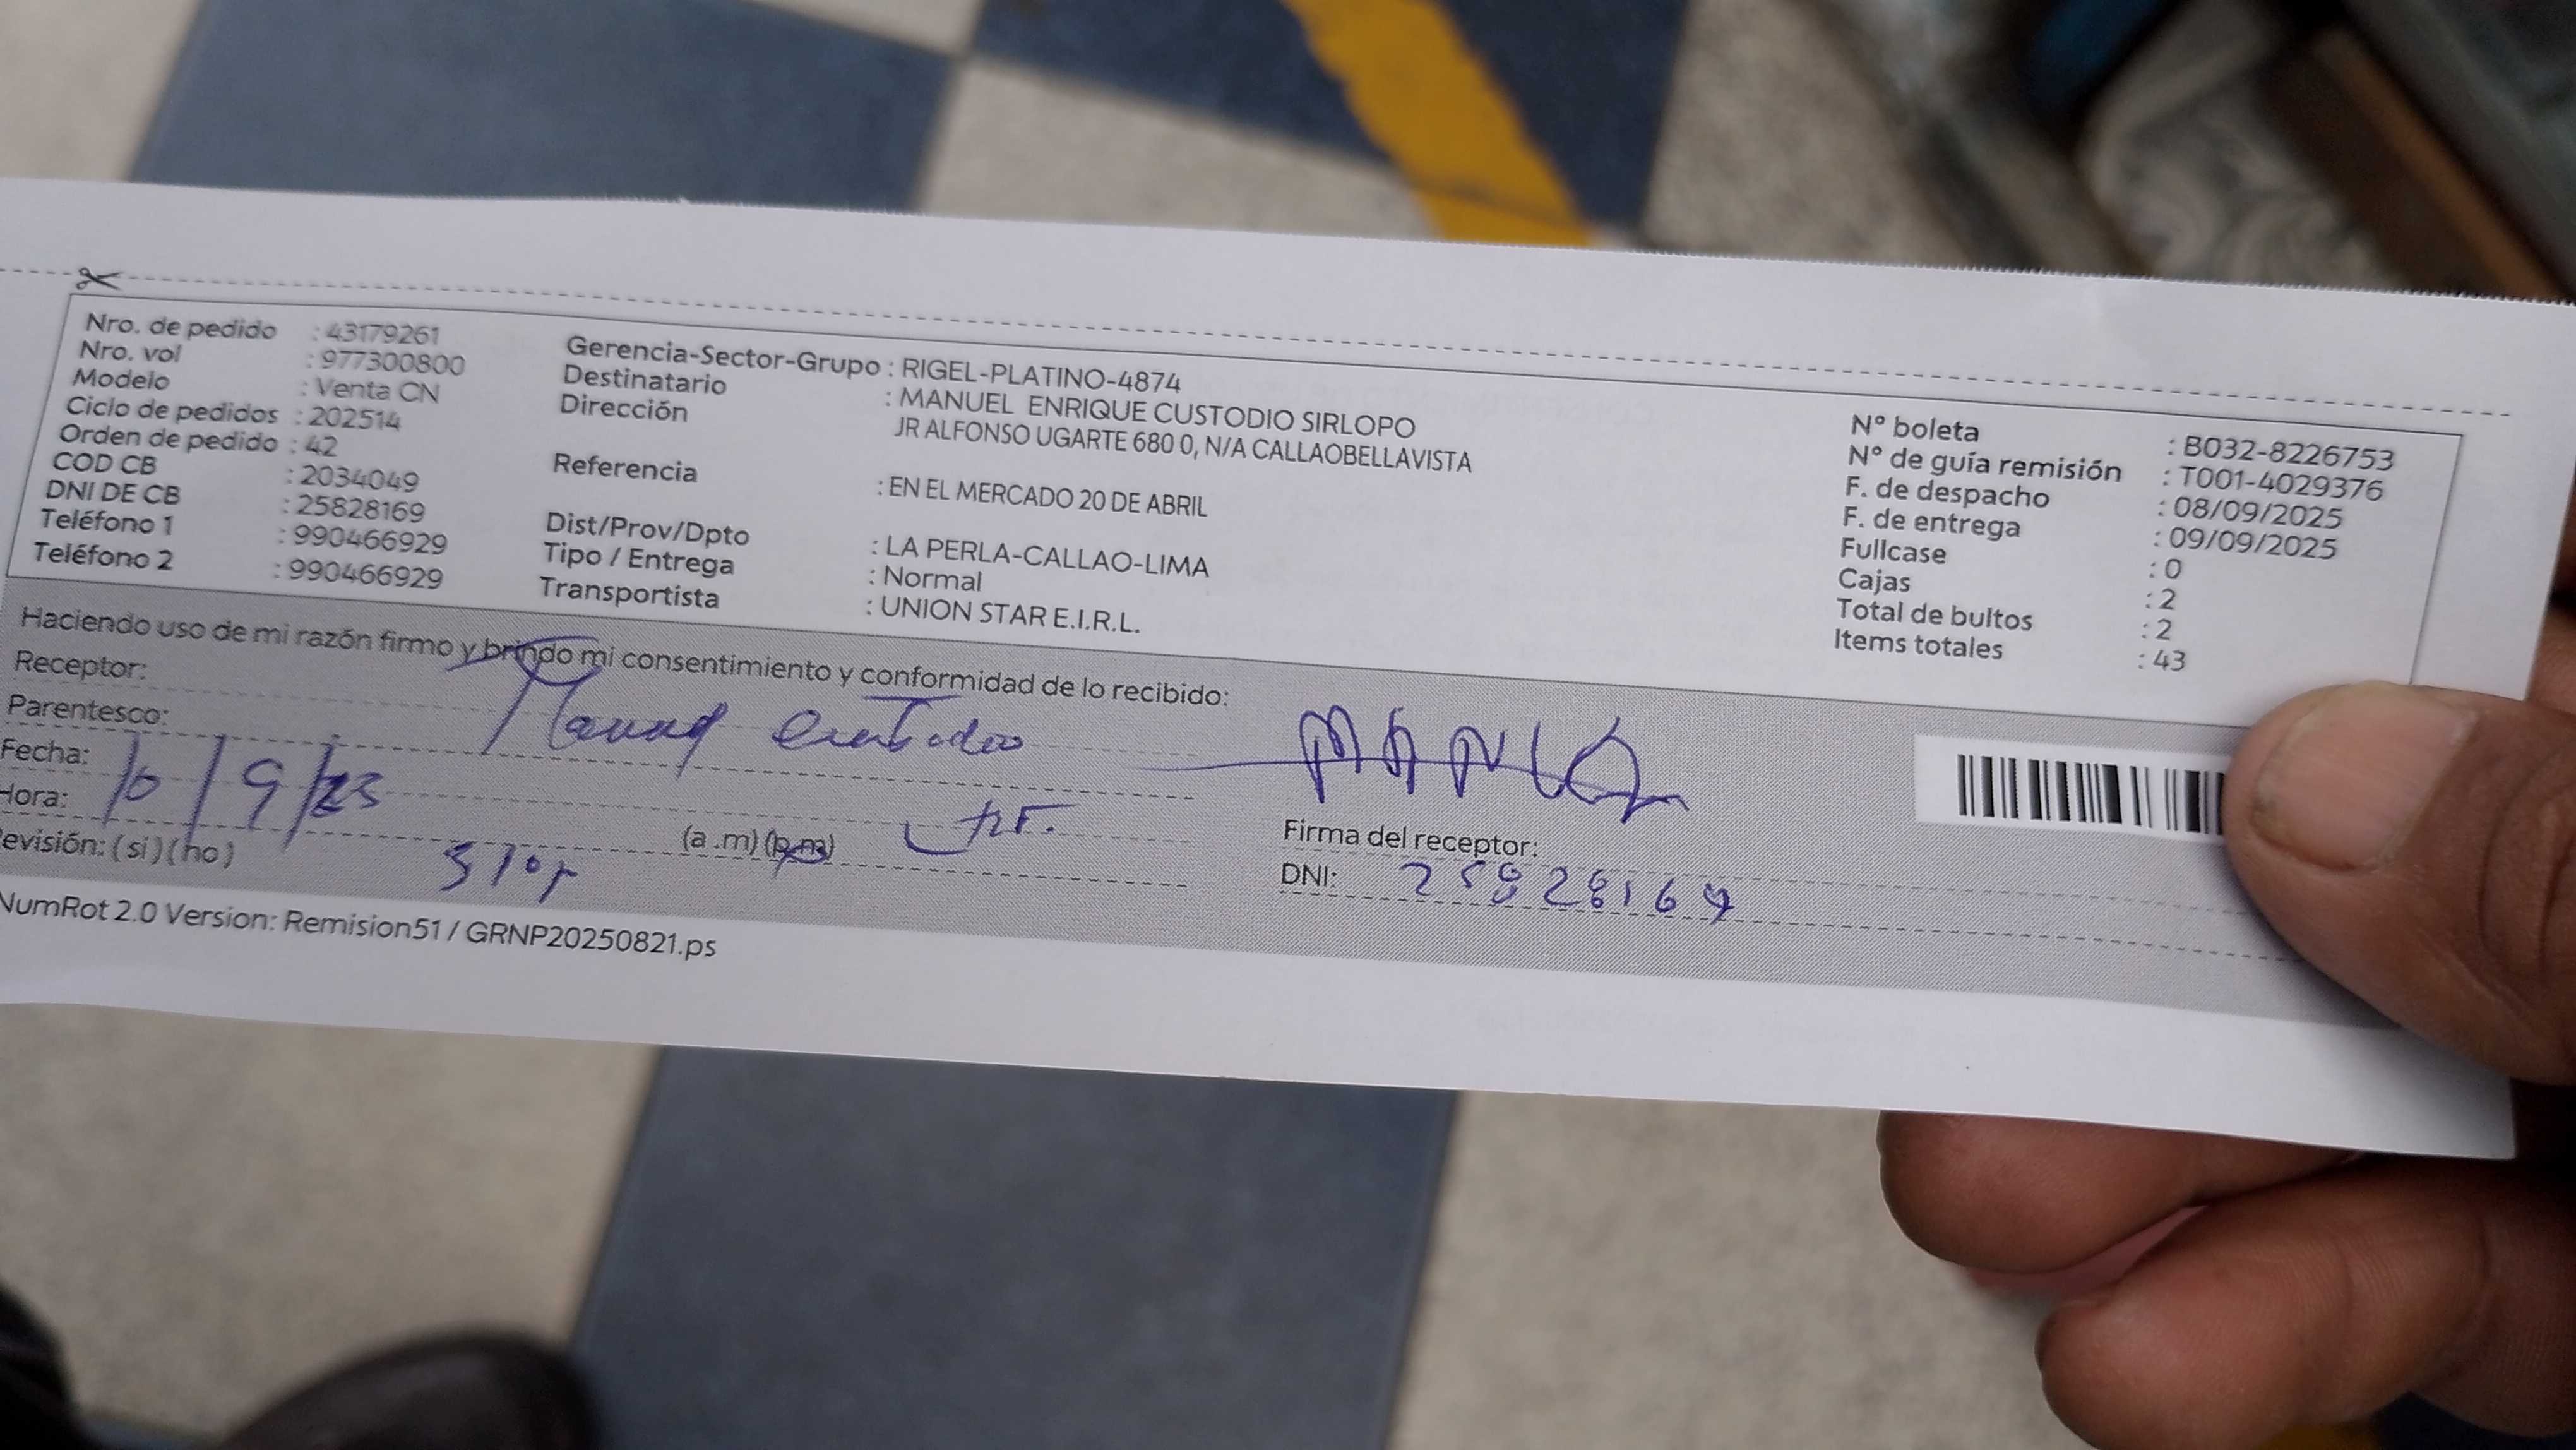 Nro. de pedido : 43179261
Nro. vol : 977300800
Modelo : Venta CN
Ciclo de pedidos : 202514
Orden de pedido : 42
COD CB : 2034049
DNI DE CB : 25828169
Teléfono 1 : 990466929
Teléfono 2 : 990466929
Gerencia-Sector-Grupo : RIGEL-PLATINO-4874
Destinatario : MANUEL ENRIQUE CUSTODIO SIRLOPO
Dirección JR ALFONSO UGARTE 680 0, N/A CALLAOBELLAVISTA
Referencia : EN EL MERCADO 20 DE ABRIL
Dist/Prov/Dpto : LA PERLA-CALLAO-LIMA
Tipo / Entrega : Normal
Transportista : UNION STAR E.I.R.L.
N° boleta : B032-8226753
N° de guía remisión : T001-4029376
F. de despacho : 08/09/2025
F. de entrega : 09/09/2025
Fullcase : 0
Cajas : 2
Total de bultos : 2
Items totales : 43
Haciendo uso de mi razón firmo y brindo mi consentimiento y conformidad de lo recibido:
Receptor:
Parentesco:
Fecha: 10/9/
Hora: (a .m) (p.m)
evisión: (si) (no)
Firma del receptor:
DNI: 25828169
NumRot 2.0 Version: Remision51 / GRNP20250821.ps